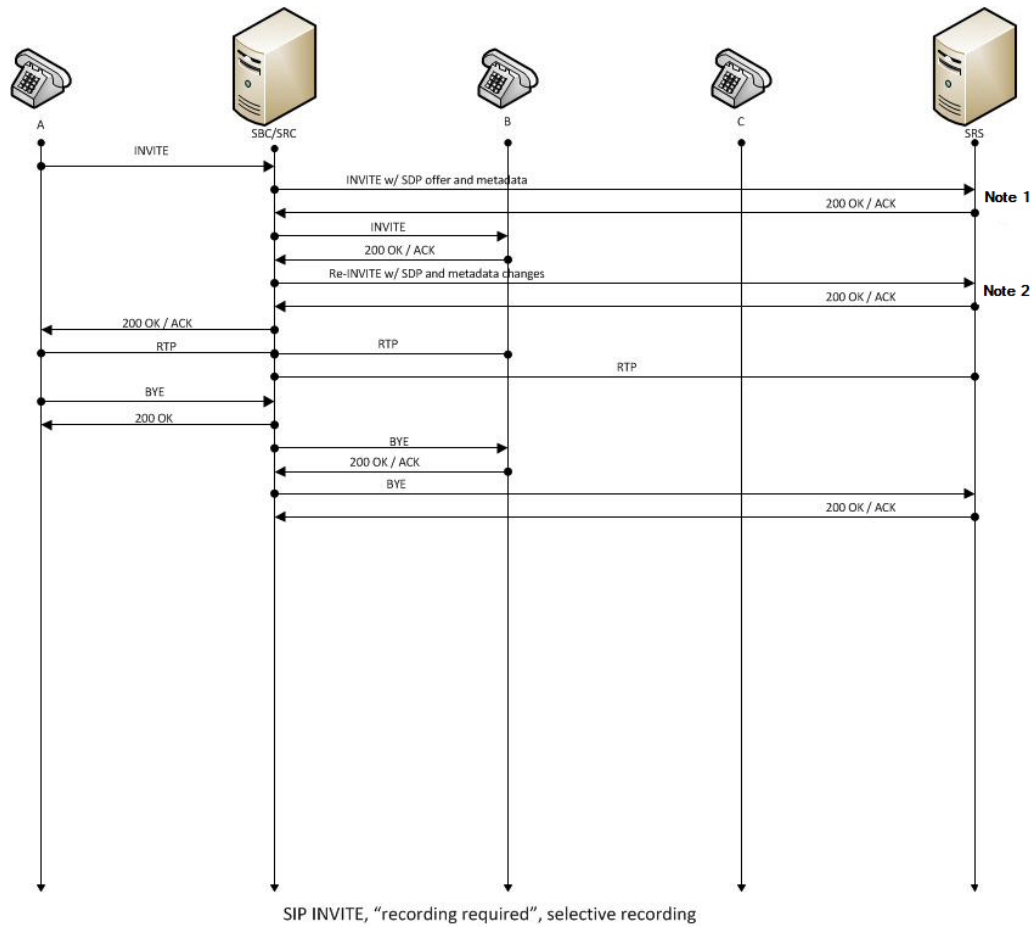 A
SBC/SRC
B
C
SRS
INVITE
INVITE w/ SDP offer and metadata
Note 1
200 OK / ACK
INVITE
200 OK / ACK
Re-INVITE w/ SDP and metadata changes
Note 2
200 OK / ACK
200 OK / ACK
RTP
RTP
RTP
BYE
200 OK
BYE
200 OK / ACK
BYE
200 OK / ACK
SIP INVITE, “recording required”, selective recording